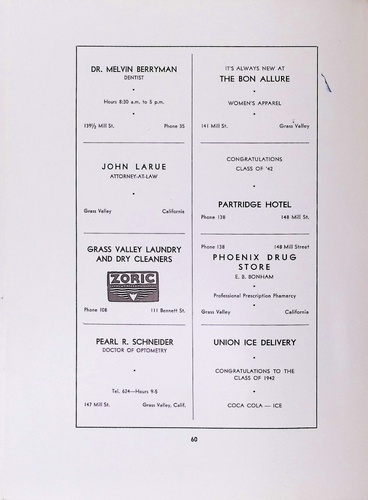 DR. MELVIN BERRYMAN
DENTIST
Hours 8:30 a.m. to 5 p.m.
139½ Mill St. Phone 35
IT'S ALWAYS NEW AT
THE BON ALLURE
WOMEN'S APPAREL
141 Mill St. Grass Valley
JOHN LARUE
ATTORNEY-AT-LAW
Grass Valley California
CONGRATULATIONS
CLASS OF '42
PARTRIDGE HOTEL
Phone 138 148 Mill St.
GRASS VALLEY LAUNDRY
AND DRY CLEANERS
ZORIC
Phone 108 111 Bennett St.
Phone 138 148 Mill Street
PHOENIX DRUG
STORE
E. B. BONHAM
Professional Prescription Phamarcy
Grass Valley California
PEARL R. SCHNEIDER
DOCTOR OF OPTOMETRY
Tel. 624—Hours 9-5
147 Mill St. Grass Valley, Calif.
UNION ICE DELIVERY
CONGRATULATIONS TO THE
CLASS OF 1942
COCA COLA — ICE
60